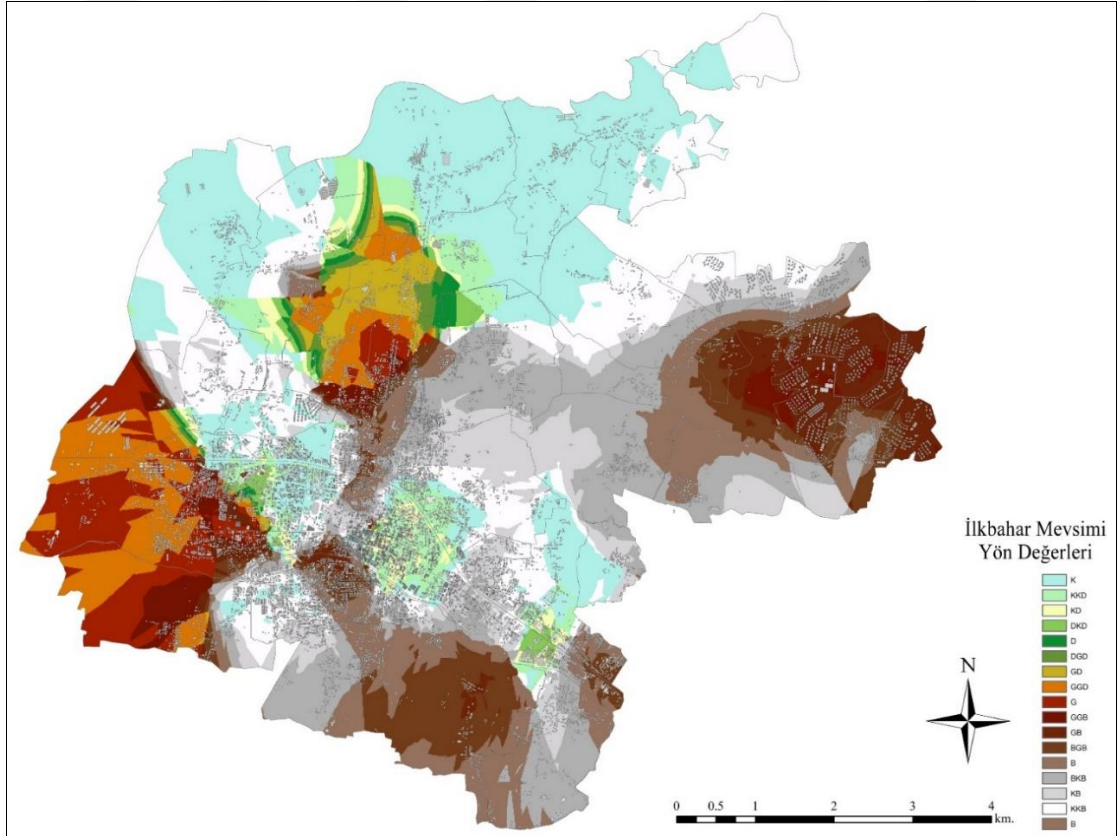 İlkbahar Mevsimi
Yön Değerleri
K
KKD
KD
DKD
D
DGD
GD
GGD
G
GGB
GB
BGB
B
BKB
KB
KKB
B
N
0 0.5 1 2 3 4
km.